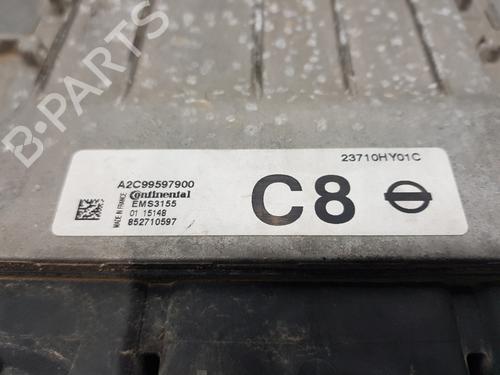 B-PARTS
23710HY01C
A2C99597900
MADE IN FRANCE
Continental
EMS3155
01 15148
852710597
C8